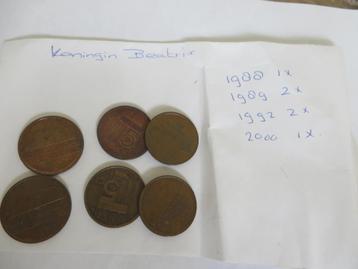 Koningin Beatrix
1988 1x
1989 2x
1992 2x
2000 1x